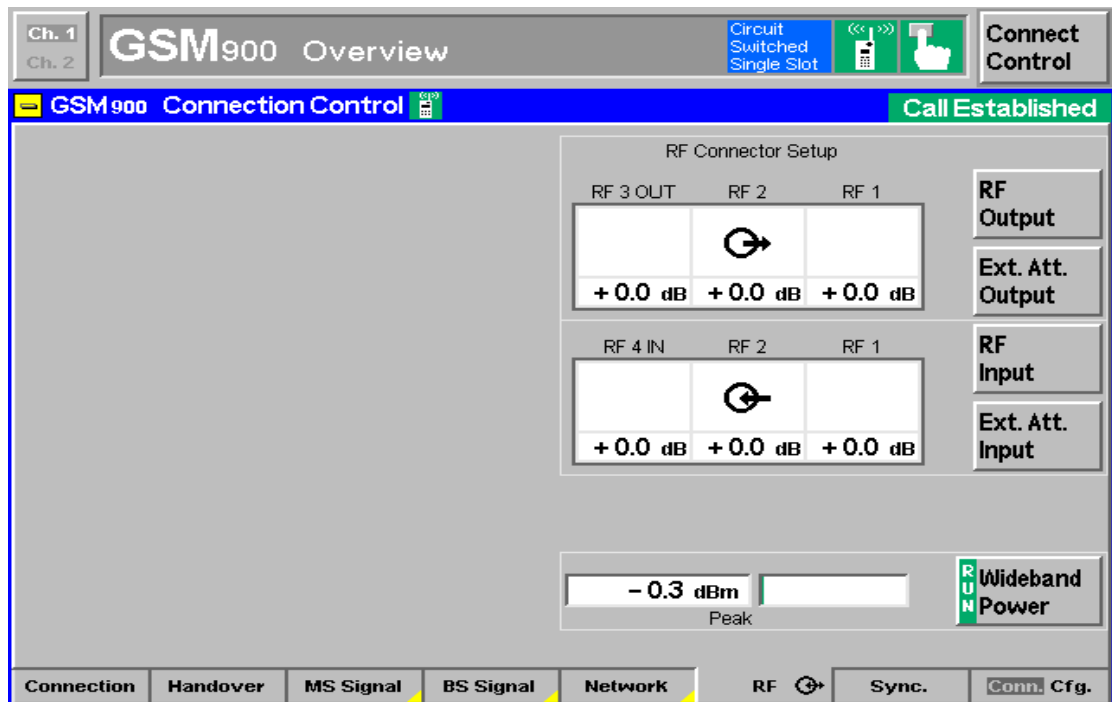 Ch. 1
Ch. 2
GSM900 Overview
Circuit
Switched
Single Slot
Connect
Control
GSM 900 Connection Control
Call Established
RF Connector Setup
RF 3 OUT RF 2 RF 1
+ 0.0 dB + 0.0 dB + 0.0 dB
RF
Output
Ext. Att.
Output
RF 4 IN RF 2 RF 1
+ 0.0 dB + 0.0 dB + 0.0 dB
RF
Input
Ext. Att.
Input
– 0.3 dBm
Peak
RUN
Wideband
Power
Connection Handover MS Signal BS Signal Network RF Sync. Conn. Cfg.